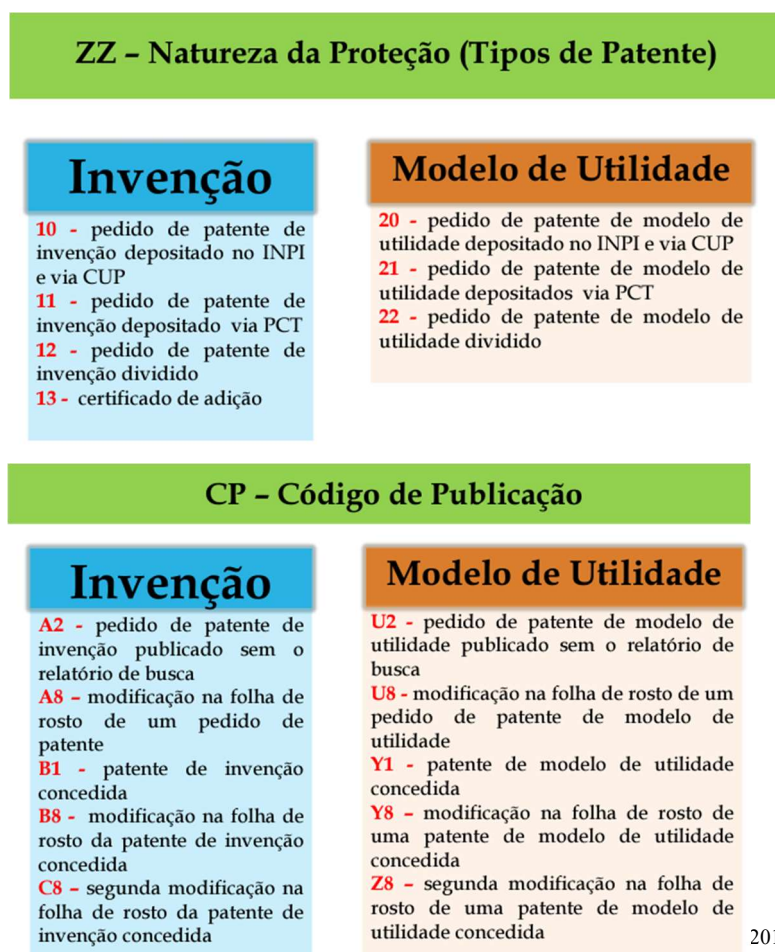 ZZ – Natureza da Proteção (Tipos de Patente)
Invenção
10 - pedido de patente de
invenção depositado no INPI
e via CUP
11 - pedido de patente de
invenção depositado via PCT
12 - pedido de patente de
invenção dividido
13 - certificado de adição
Modelo de Utilidade
20 - pedido de patente de modelo de
utilidade depositado no INPI e via CUP
21 - pedido de patente de modelo de
utilidade depositados via PCT
22 - pedido de patente de modelo de
utilidade dividido
CP – Código de Publicação
Invenção
A2 - pedido de patente de
invenção publicado sem o
relatório de busca
A8 – modificação na folha de
rosto de um pedido de
patente
B1 - patente de invenção
concedida
B8 - modificação na folha de
rosto da patente de invenção
concedida
C8 – segunda modificação na
folha de rosto da patente de
invenção concedida
Modelo de Utilidade
U2 - pedido de patente de modelo de
utilidade publicado sem o relatório de
busca
U8 - modificação na folha de rosto de um
pedido de patente de modelo de
utilidade
Y1 - patente de modelo de utilidade
concedida
Y8 – modificação na folha de rosto de
uma patente de modelo de utilidade
concedida
Z8 – segunda modificação na folha de
rosto de uma patente de modelo de
utilidade concedida